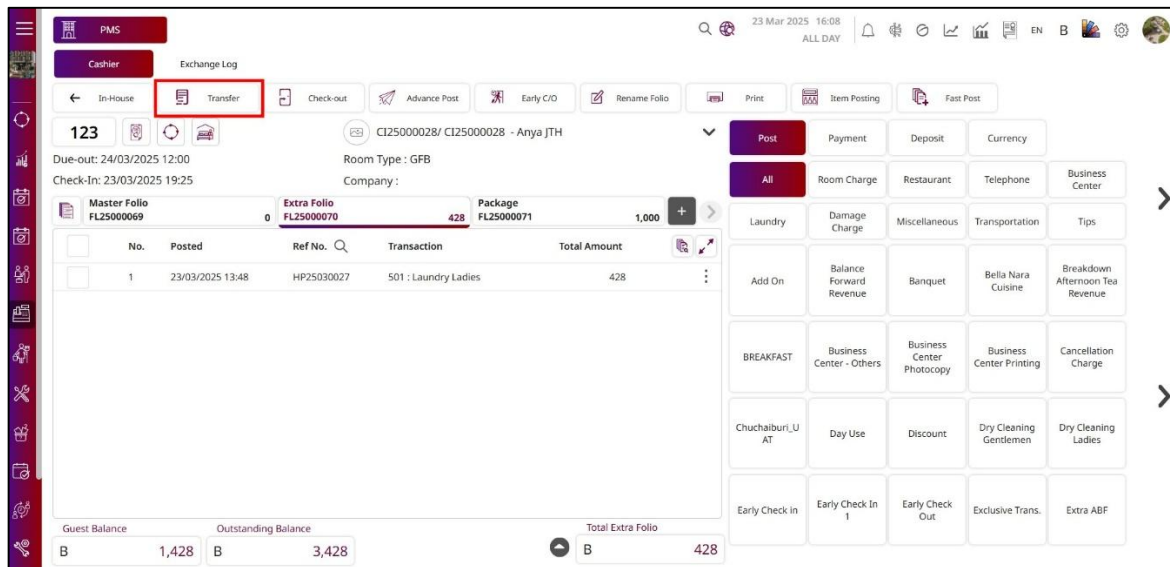 PMS
23 Mar 2025 16:08
ALL DAY
EN
B
Cashier
Exchange Log
In-House
Transfer
Check-out
Advance Post
Early C/O
Rename Folio
Print
Item Posting
Fast Post
123
CI25000028/ CI25000028 - Anya JTH
Due-out: 24/03/2025 12:00
Room Type : GFB
Check-In: 23/03/2025 19:25
Company :
Master Folio
FL25000069 0
Extra Folio
FL25000070 428
Package
FL25000071 1,000
+
No. Posted Ref No. Transaction Total Amount
1 23/03/2025 13:48 HP25030027 501 : Laundry Ladies 428
Guest Balance
B 1,428
Outstanding Balance
B 3,428
Total Extra Folio
B 428
Post
Payment
Deposit
Currency
All
Room Charge
Restaurant
Telephone
Business
Center
Laundry
Damage
Charge
Miscellaneous
Transportation
Tips
Add On
Balance
Forward
Revenue
Banquet
Bella Nara
Cuisine
Breakdown
Afternoon Tea
Revenue
BREAKFAST
Business
Center - Others
Business
Center
Photocopy
Business
Center Printing
Cancellation
Charge
Chuchaiburi_U
AT
Day Use
Discount
Dry Cleaning
Gentlemen
Dry Cleaning
Ladies
Early Check in
Early Check In
1
Early Check
Out
Exclusive Trans.
Extra ABF